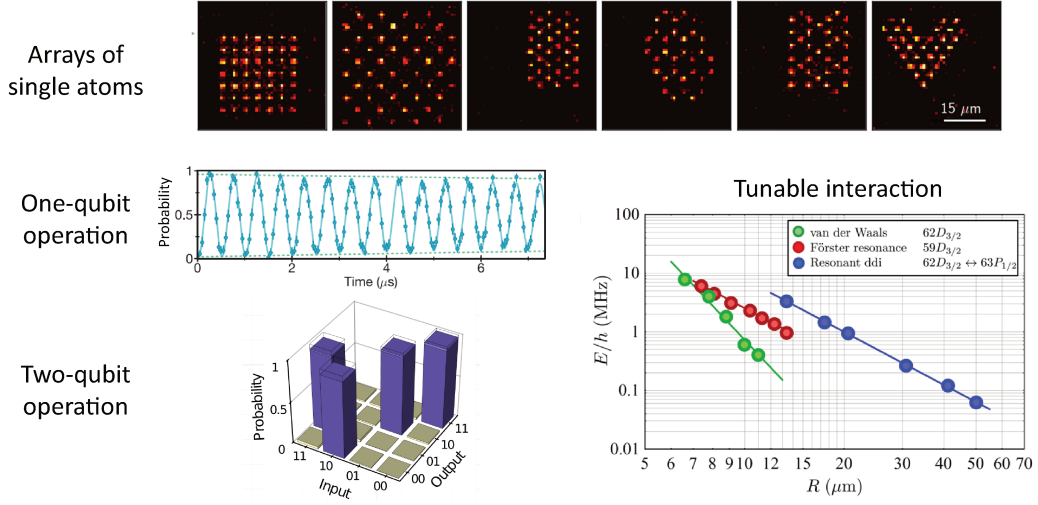 Arrays of
single atoms
15 μm
One-qubit
operation
Probability
1
0.5
0
0
2
4
6
Time (μs)
Two-qubit
operation
Probability
1
0.5
0
11
10
01
00
Input
00
01
10
11
Output
Tunable interaction
E/h (MHz)
100
10
1
0.1
0.01
van der Waals 62D₃/₂
Förster resonance 59D₃/₂
Resonant ddi 62D₃/₂ ↔ 63P₁/₂
5 6 7 8 9 10 12 15 20 30 40 50 60 70
R (μm)